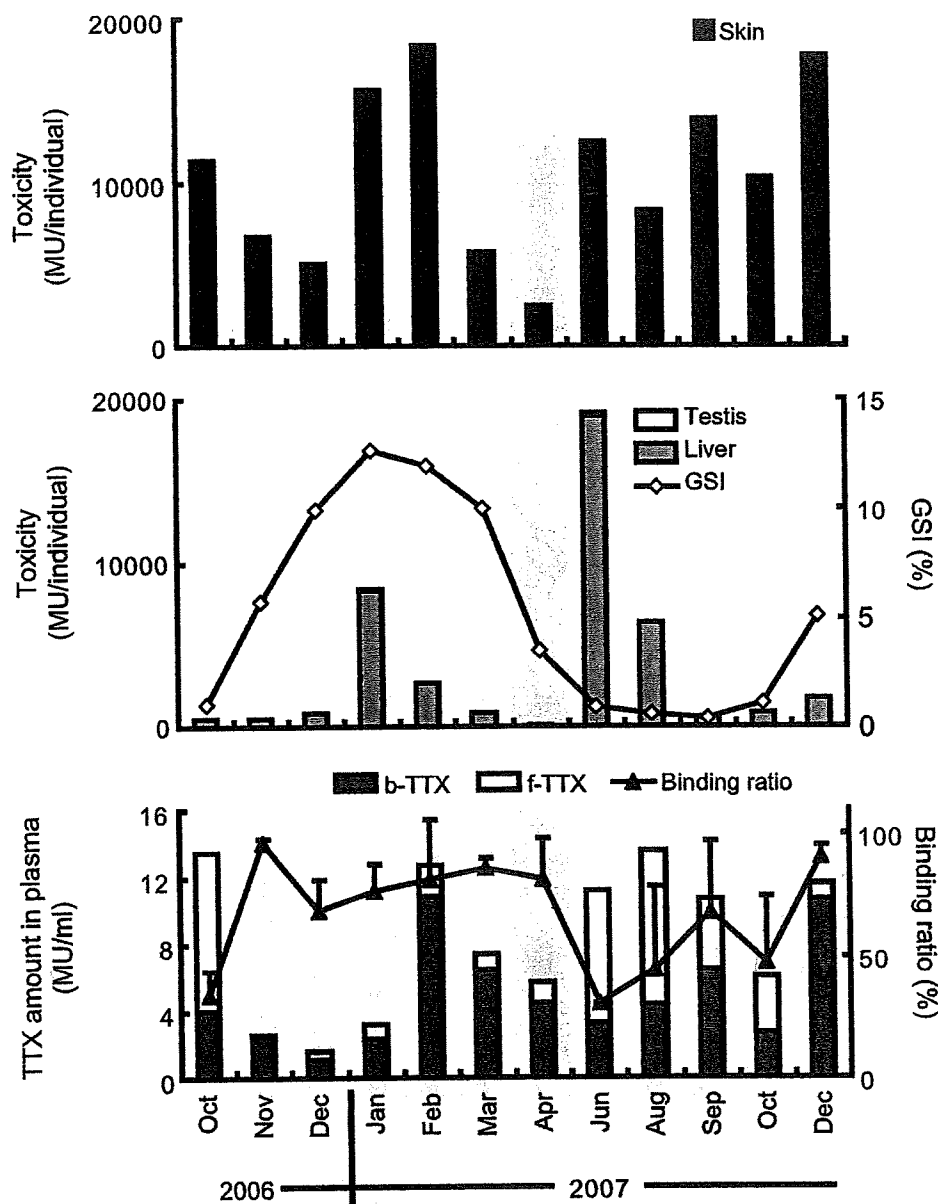 20000
10000
0
Toxicity
(MU/individual)
Skin
20000
10000
0
Toxicity
(MU/individual)
Testis
Liver
GSI
15
10
5
0
GSI (%)
b-TTX
f-TTX
Binding ratio
16
12
8
4
0
TTX amount in plasma
(MU/ml)
100
50
0
Binding ratio (%)
Oct
Nov
Dec
Jan
Feb
Mar
Apr
Jun
Aug
Sep
Oct
Dec
2006
2007